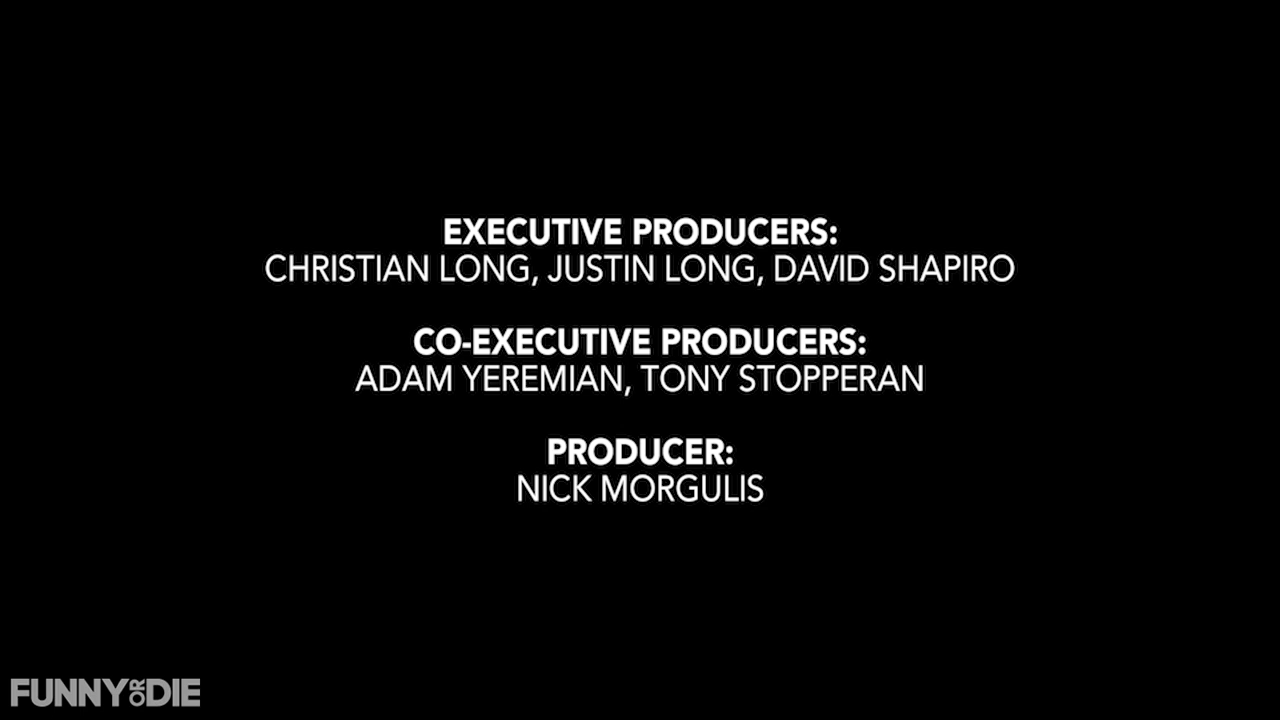 EXECUTIVE PRODUCERS:
CHRISTIAN LONG, JUSTIN LONG, DAVID SHAPIRO
CO-EXECUTIVE PRODUCERS:
ADAM YEREMIAN, TONY STOPPERAN
PRODUCER:
NICK MORGULIS
FUNNY OR DIE